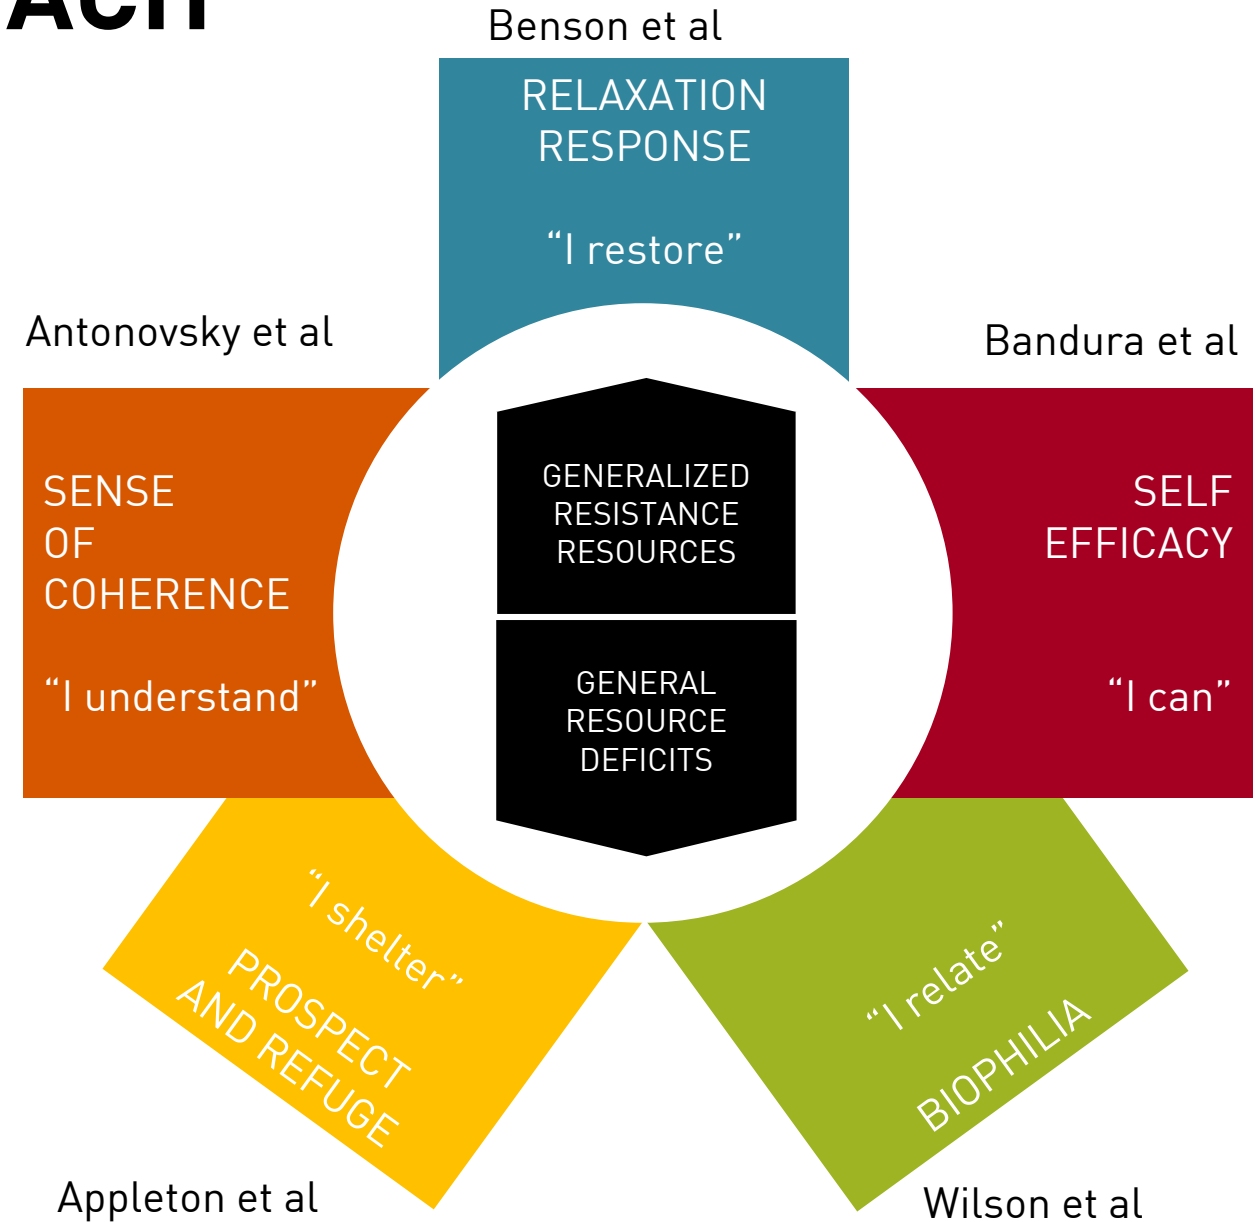 Benson et al
RELAXATION
RESPONSE
“I restore”
Antonovsky et al
Bandura et al
SENSE
OF
COHERENCE
“I understand”
GENERALIZED
RESISTANCE
RESOURCES
GENERAL
RESOURCE
DEFICITS
SELF
EFFICACY
“I can”
“I shelter”
PROSPECT
AND REFUGE
“I relate”
BIOPHILIA
Appleton et al
Wilson et al